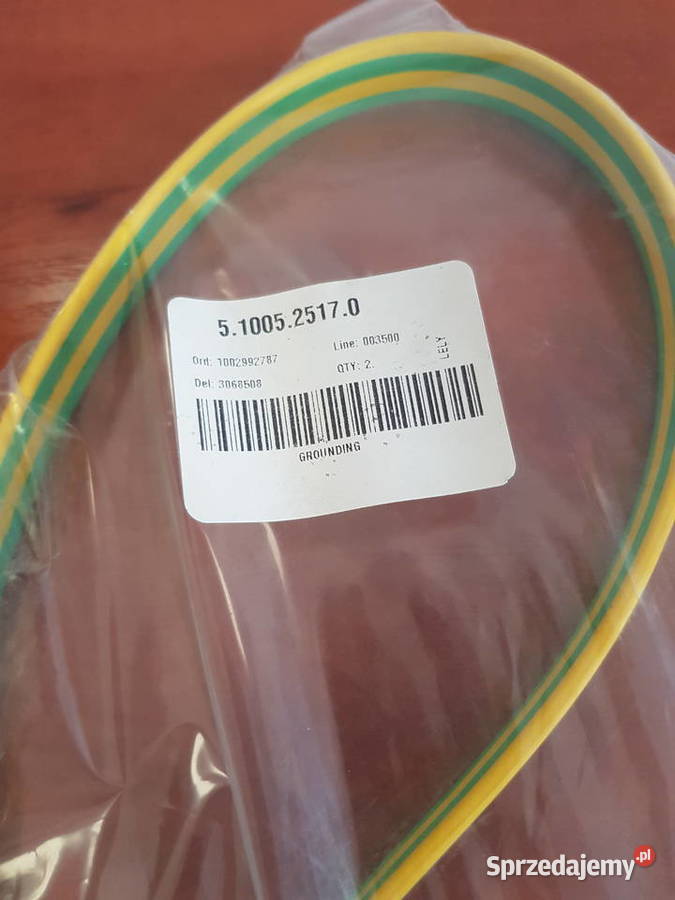 5.1005.2517.0
Ord: 1002992787 Line: 003500
Del: 3068508 QTY: 2
LELY
GROUNDING
Sprzedajemy.pl